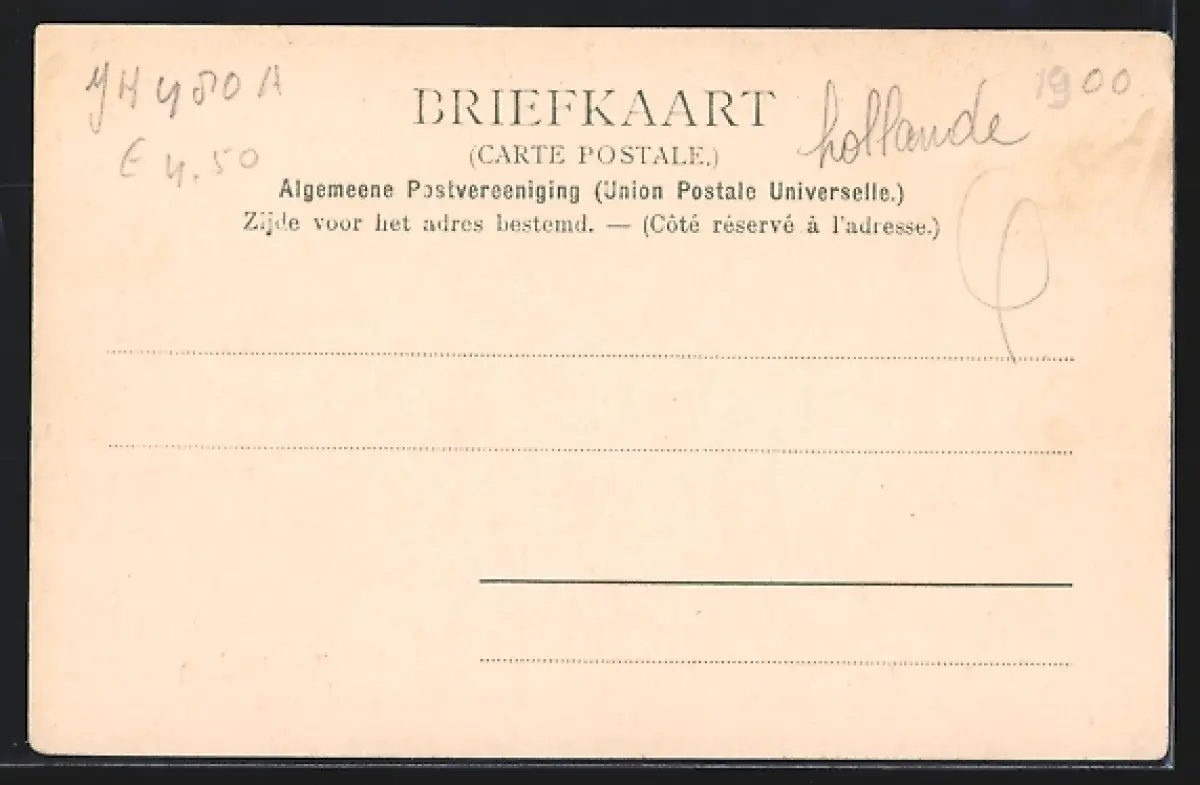 YH480A
1900
BRIEFKAART
hollande
(CARTE POSTALE.)
E 4.50
Algemeene Postvereeniging (Union Postale Universelle.)
Zijde voor het adres bestemd. — (Côté réservé à l'adresse.)